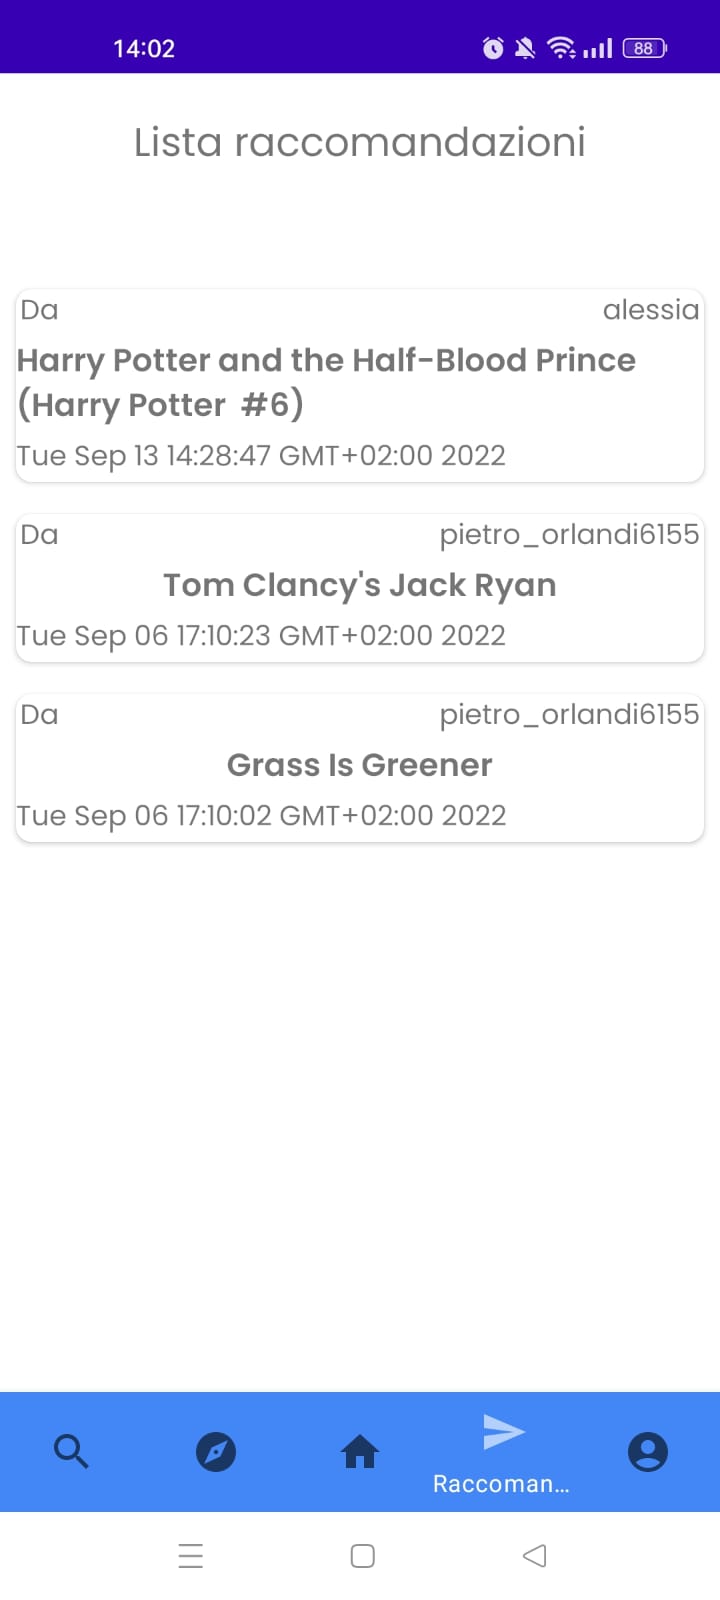 14:02
88
Lista raccomandazioni
Da alessia
Harry Potter and the Half-Blood Prince
(Harry Potter #6)
Tue Sep 13 14:28:47 GMT+02:00 2022
Da pietro_orlandi6155
Tom Clancy's Jack Ryan
Tue Sep 06 17:10:23 GMT+02:00 2022
Da pietro_orlandi6155
Grass Is Greener
Tue Sep 06 17:10:02 GMT+02:00 2022
Raccoman...